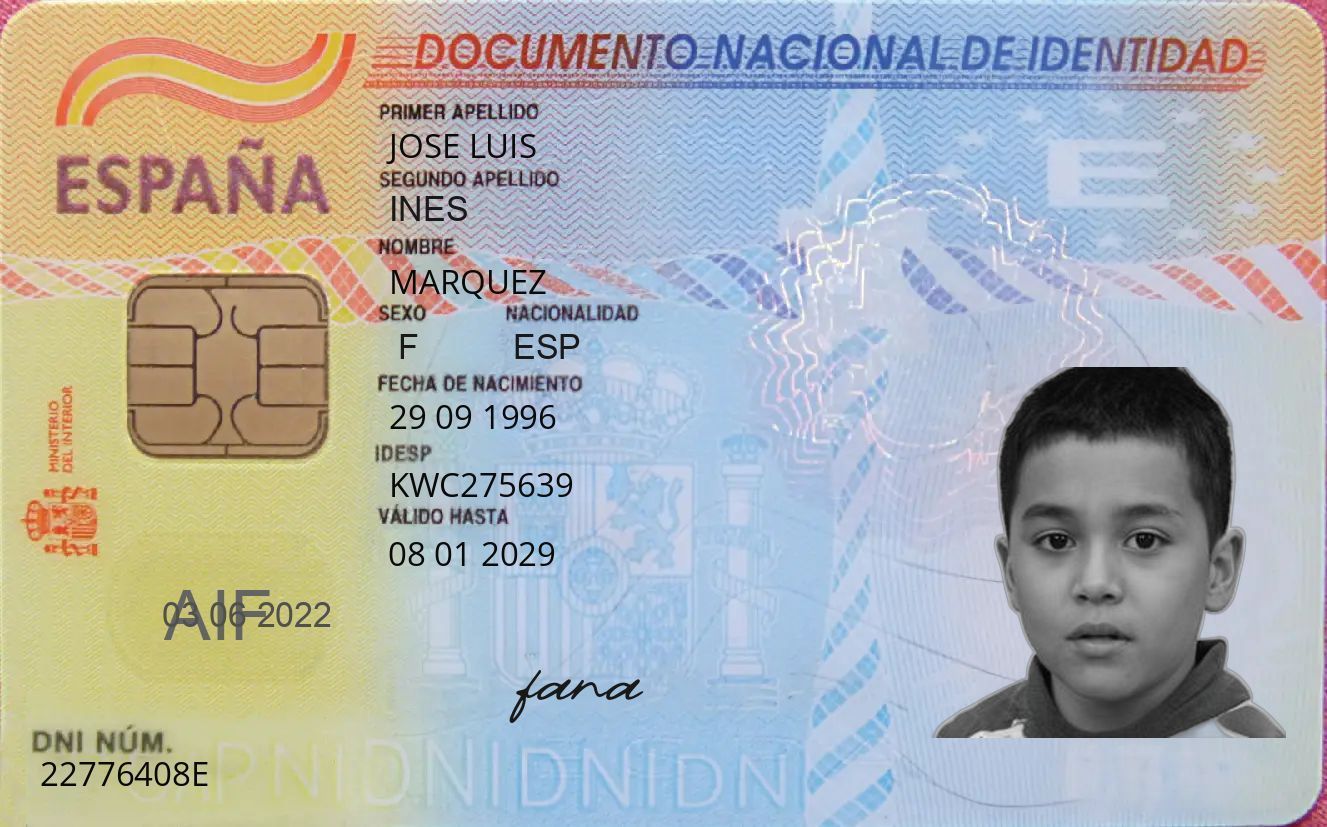 DOCUMENTO NACIONAL DE IDENTIDAD
ESPAÑA
PRIMER APELLIDO
JOSE LUIS
SEGUNDO APELLIDO
INES
NOMBRE
MARQUEZ
SEXO NACIONALIDAD
F ESP
FECHA DE NACIMIENTO
29 09 1996
IDESP
KWC275639
VÁLIDO HASTA
08 01 2029
MINISTERIO
DEL INTERIOR
E
AIF
03 06 2022
fana
DNI NÚM.
22776408E
DNIDNIDNIDNI